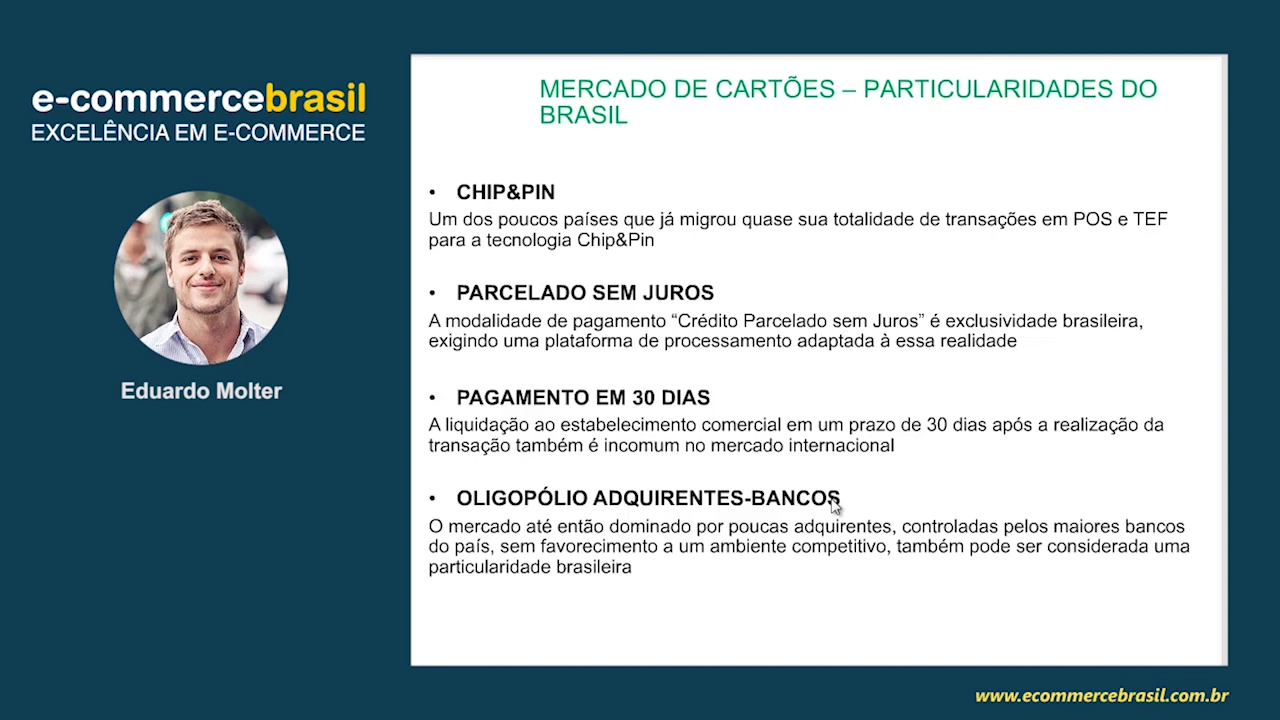 e-commercebrasil
EXCELÊNCIA EM E-COMMERCE
Eduardo Molter
MERCADO DE CARTÕES – PARTICULARIDADES DO
BRASIL
• CHIP&PIN
Um dos poucos países que já migrou quase sua totalidade de transações em POS e TEF
para a tecnologia Chip&Pin
• PARCELADO SEM JUROS
A modalidade de pagamento “Crédito Parcelado sem Juros” é exclusividade brasileira,
exigindo uma plataforma de processamento adaptada à essa realidade
• PAGAMENTO EM 30 DIAS
A liquidação ao estabelecimento comercial em um prazo de 30 dias após a realização da
transação também é incomum no mercado internacional
• OLIGOPÓLIO ADQUIRENTES-BANCOS
O mercado até então dominado por poucas adquirentes, controladas pelos maiores bancos
do país, sem favorecimento a um ambiente competitivo, também pode ser considerada uma
particularidade brasileira
www.ecommercebrasil.com.br